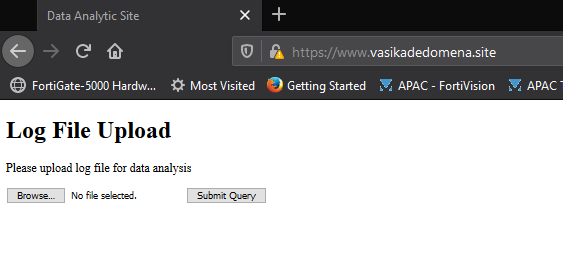 Data Analytic Site
https://www.vasikadedomena.site
FortiGate-5000 Hardw... Most Visited Getting Started APAC - FortiVision APAC T
Log File Upload
Please upload log file for data analysis
Browse... No file selected. Submit Query